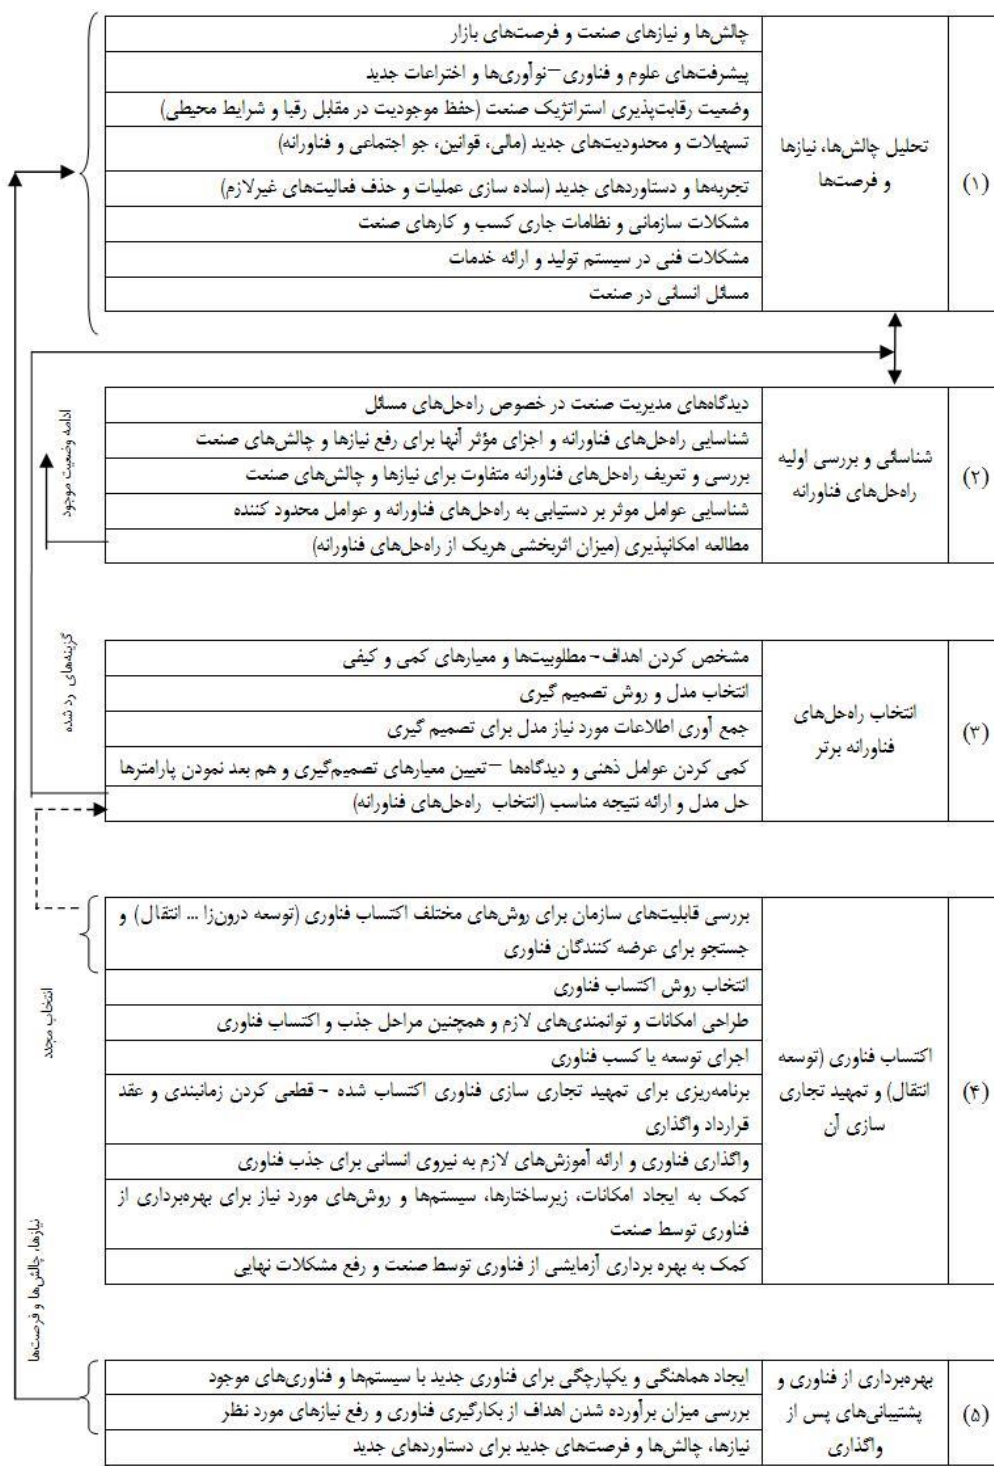 (۱)
تحلیل چالش‌ها، نیازها
و فرصت‌ها
چالش‌ها و نیازهای صنعت و فرصت‌های بازار
پیشرفت‌های علوم و فناوری –نوآوری‌ها و اختراعات جدید
وضعیت رقابت‌پذیری استراتژیک صنعت (حفظ موجودیت در مقابل رقبا و شرایط محیطی)
تسهیلات و محدودیت‌های جدید (مالی، قوانین، جو اجتماعی و فناورانه)
تجربه‌ها و دستاوردهای جدید (ساده سازی عملیات و حذف فعالیت‌های غیرلازم)
مشکلات سازمانی و نظامات جاری کسب و کارهای صنعت
مشکلات فنی در سیستم تولید و ارائه خدمات
مسائل انسانی در صنعت
(۲)
شناسائی و بررسی اولیه
راه‌حل‌های فناورانه
دیدگاه‌های مدیریت صنعت در خصوص راه‌حل‌های مسائل
شناسایی راه‌حل‌های فناورانه و اجزای مؤثر آنها برای رفع نیازها و چالش‌های صنعت
بررسی و تعریف راه‌حل‌های فناورانه متفاوت برای نیازها و چالش‌های صنعت
شناسایی عوامل موثر بر دستیابی به راه‌حل‌های فناورانه و عوامل محدود کننده
مطالعه امکانپذیری (میزان اثربخشی هریک از راه‌حل‌های فناورانه)
ادامه وضعیت موجود
(۳)
انتخاب راه‌حل‌های
فناورانه برتر
مشخص کردن اهداف- مطلوبیت‌ها و معیارهای کمی و کیفی
انتخاب مدل و روش تصمیم گیری
جمع آوری اطلاعات مورد نیاز مدل برای تصمیم گیری
کمی کردن عوامل ذهنی و دیدگاه‌ها –تعیین معیارهای تصمیم‌گیری و هم بعد نمودن پارامترها
حل مدل و ارائه نتیجه مناسب (انتخاب راه‌حل‌های فناورانه)
گزینه‌های رد شده
(۴)
اکتساب فناوری (توسعه
انتقال) و تمهید تجاری
سازی آن
بررسی قابلیت‌های سازمان برای روش‌های مختلف اکتساب فناوری (توسعه درون‌زا ... انتقال) و
جستجو برای عرضه کنندگان فناوری
انتخاب روش اکتساب فناوری
طراحی امکانات و توانمندی‌های لازم و همچنین مراحل جذب و اکتساب فناوری
اجرای توسعه یا کسب فناوری
برنامه‌ریزی برای تمهید تجاری سازی فناوری اکتساب شده - قطعی کردن زمانبندی و عقد
قرارداد واگذاری
واگذاری فناوری و ارائه آموزش‌های لازم به نیروی انسانی برای جذب فناوری
کمک به ایجاد امکانات، زیرساختارها، سیستم‌ها و روش‌های مورد نیاز برای بهره‌برداری از
فناوری توسط صنعت
کمک به بهره برداری آزمایشی از فناوری توسط صنعت و رفع مشکلات نهایی
انتخاب مجدد
(۵)
بهره‌برداری از فناوری و
پشتیبانی‌های پس از
واگذاری
ایجاد هماهنگی و یکپارچگی برای فناوری جدید با سیستم‌ها و فناوری‌های موجود
بررسی میزان برآورده شدن اهداف از بکارگیری فناوری و رفع نیازهای مورد نظر
نیازها، چالش‌ها و فرصت‌های جدید برای دستاوردهای جدید
نیازها، چالش‌ها و فرصت‌ها